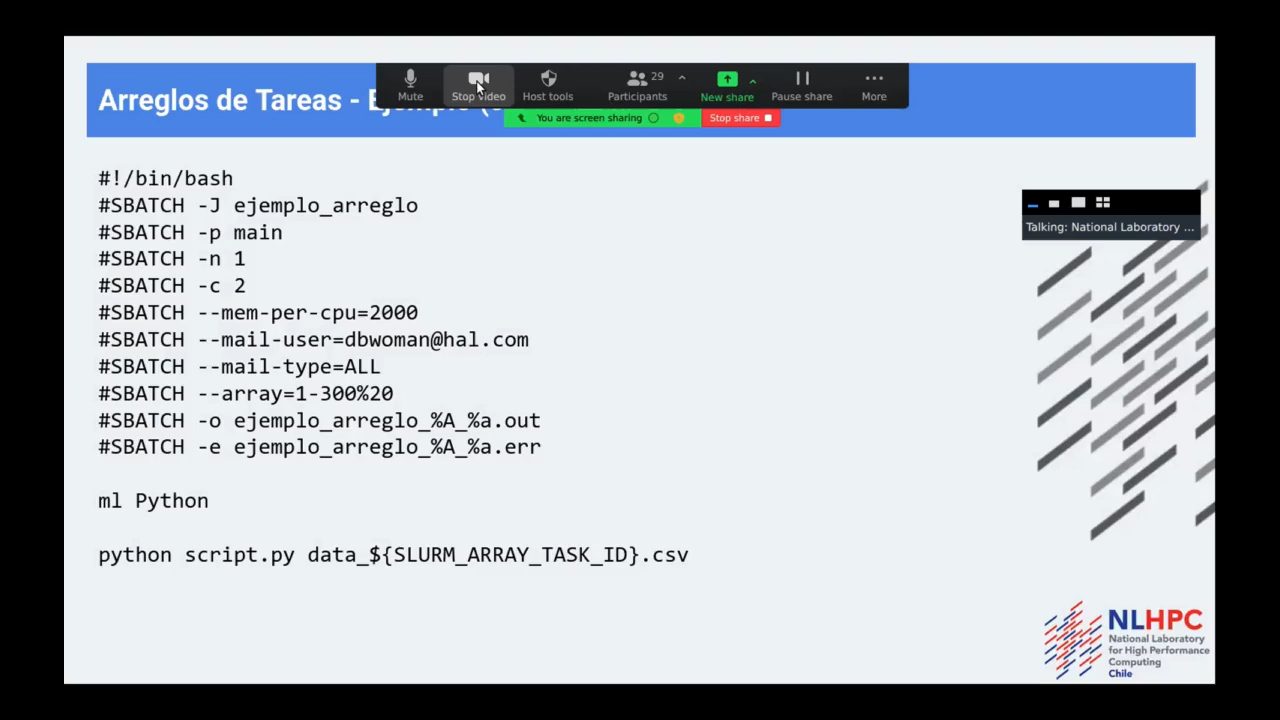 Mute
Stop Video
Host tools
Participants
29
New share
Pause share
More
You are screen sharing
Stop share
Arreglos de Tareas -
#!/bin/bash
#SBATCH -J ejemplo_arreglo
#SBATCH -p main
#SBATCH -n 1
#SBATCH -c 2
#SBATCH --mem-per-cpu=2000
#SBATCH --mail-user=dbwoman@hal.com
#SBATCH --mail-type=ALL
#SBATCH --array=1-300%20
#SBATCH -o ejemplo_arreglo_%A_%a.out
#SBATCH -e ejemplo_arreglo_%A_%a.err
ml Python
python script.py data_${SLURM_ARRAY_TASK_ID}.csv
Talking: National Laboratory ...
NLHPC
National Laboratory
for High Performance
Computing
Chile